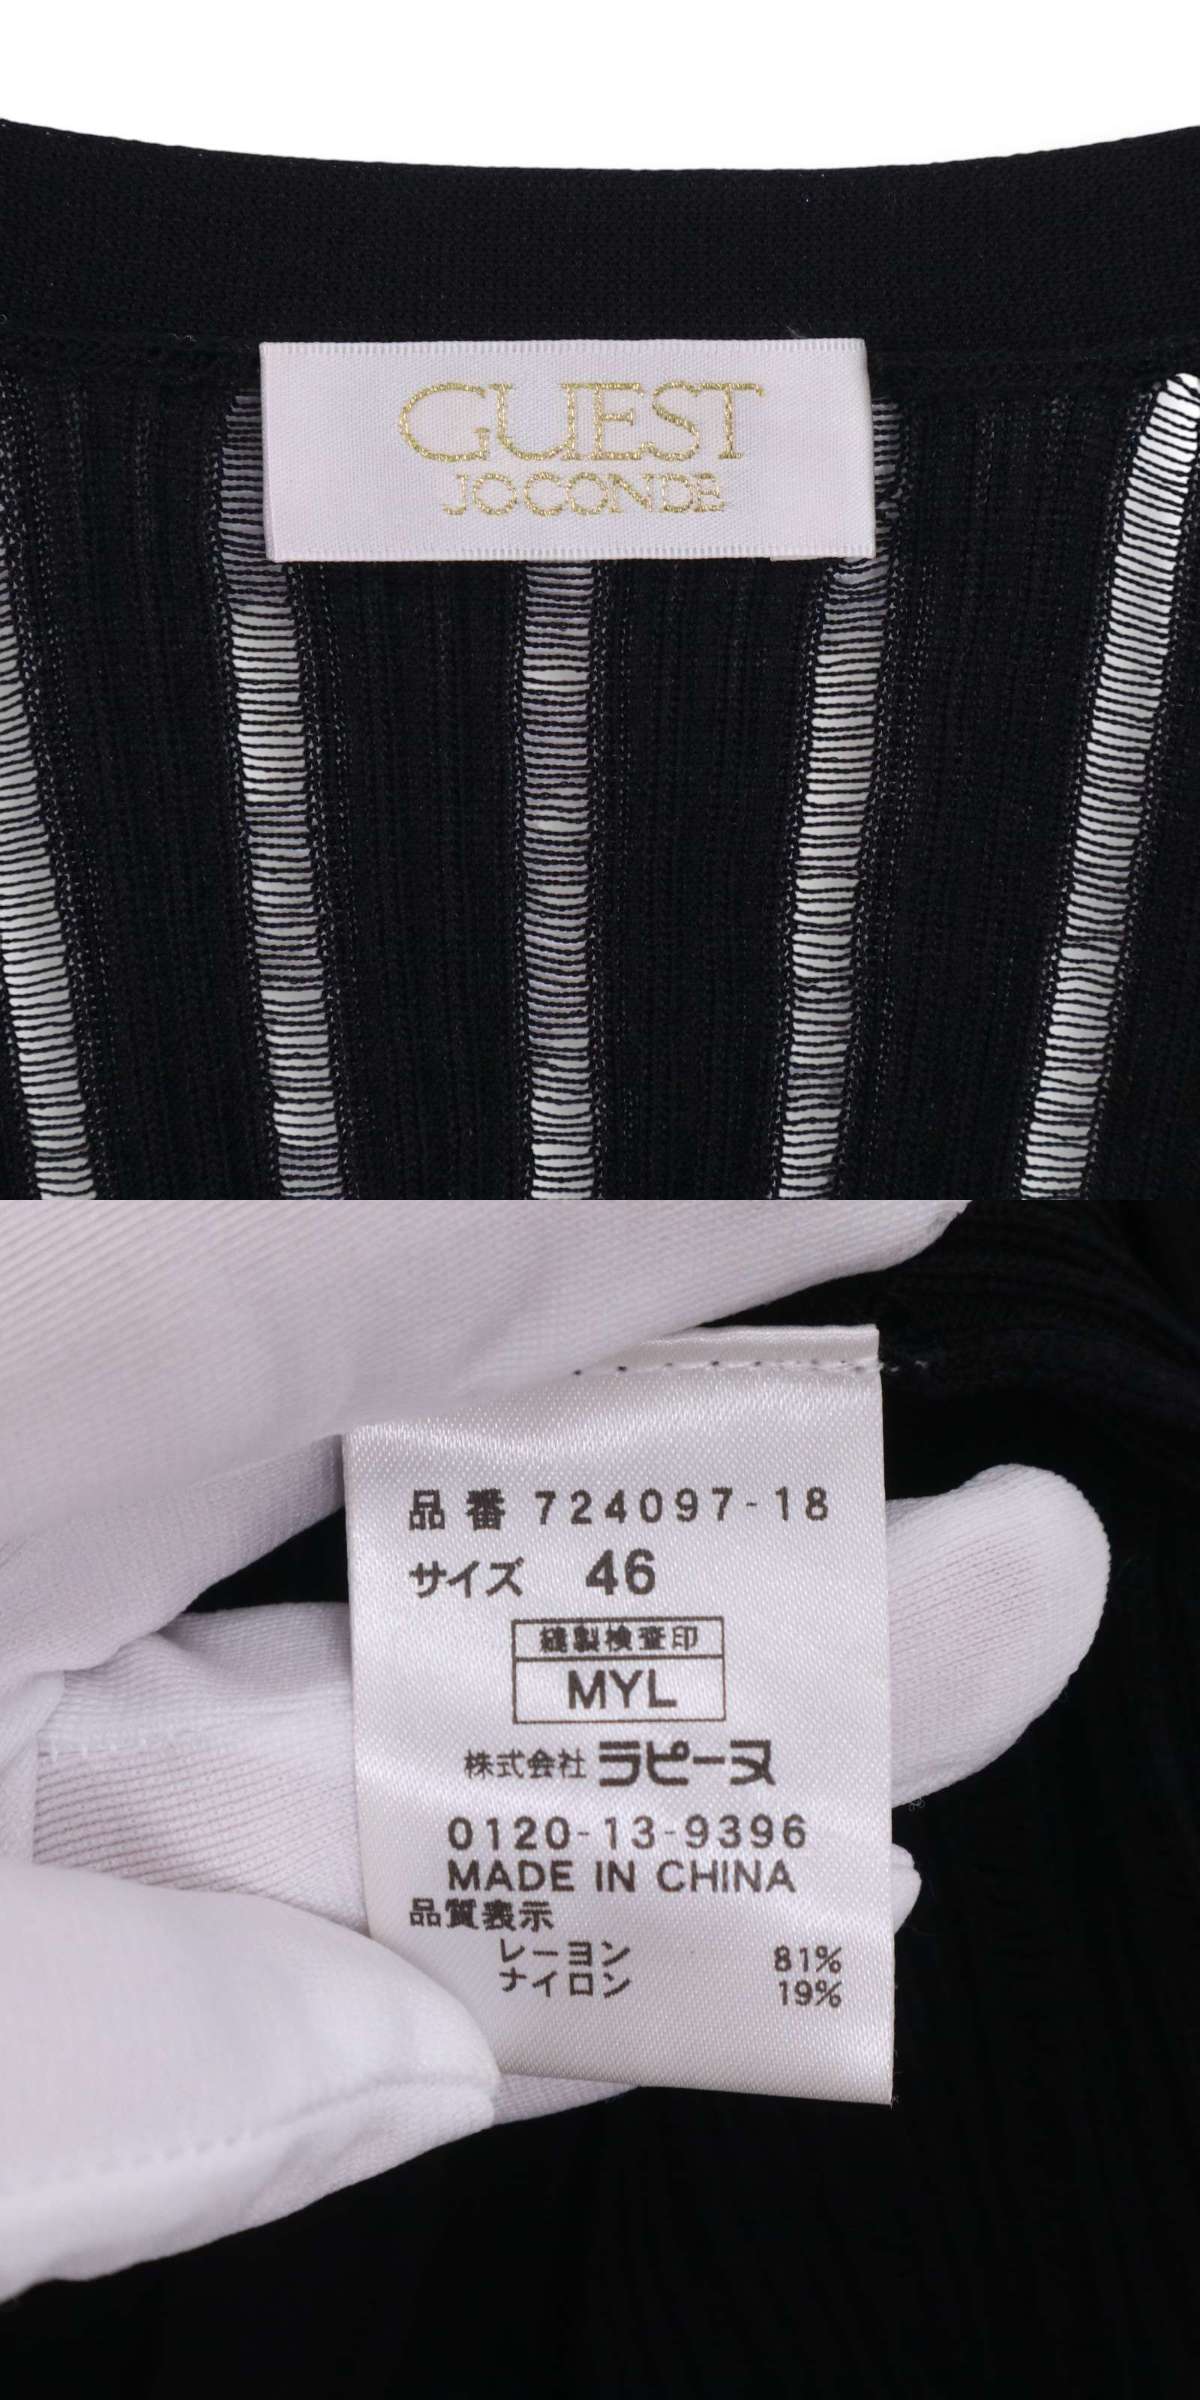 GUEST
JOCONDE
品番 724097-18
サイズ 46
縫製検査印
MYL
株式会社 ラピーヌ
0120-13-9396
MADE IN CHINA
品質表示
レーヨン 81%
ナイロン 19%